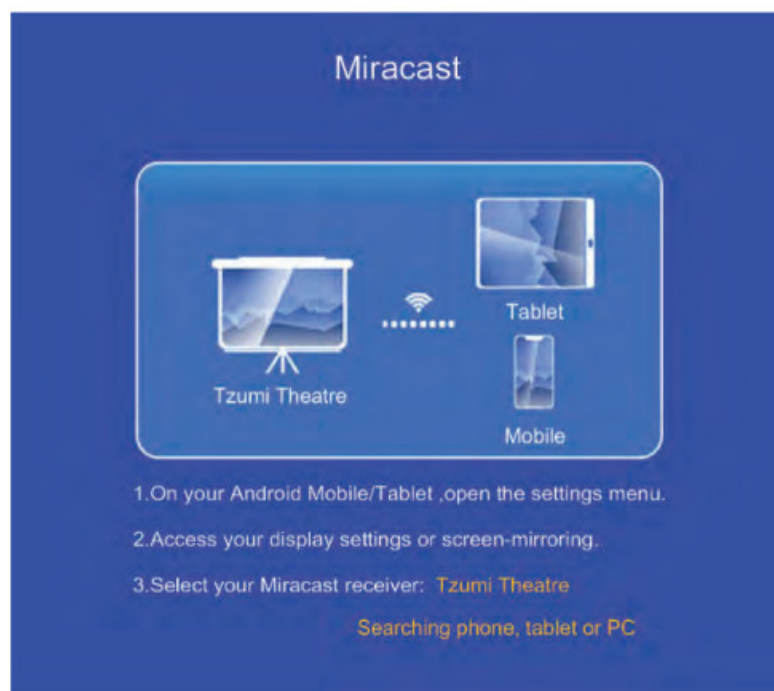 Miracast
Tablet
Tzumi Theatre
Mobile
1.On your Android Mobile/Tablet ,open the settings menu.
2.Access your display settings or screen-mirroring.
3.Select your Miracast receiver: Tzumi Theatre
Searching phone, tablet or PC